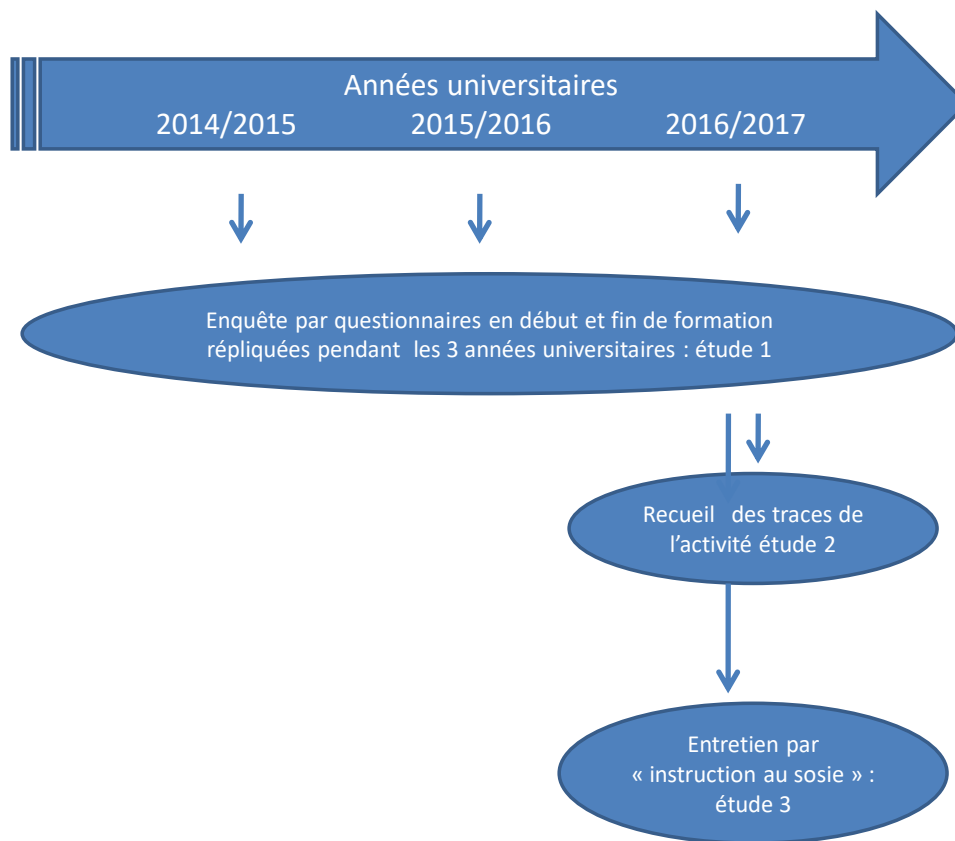 Années universitaires
2014/2015 2015/2016 2016/2017
Enquête par questionnaires en début et fin de formation
répliquées pendant les 3 années universitaires : étude 1
Recueil des traces de
l'activité étude 2
Entretien par
« instruction au sosie » :
étude 3